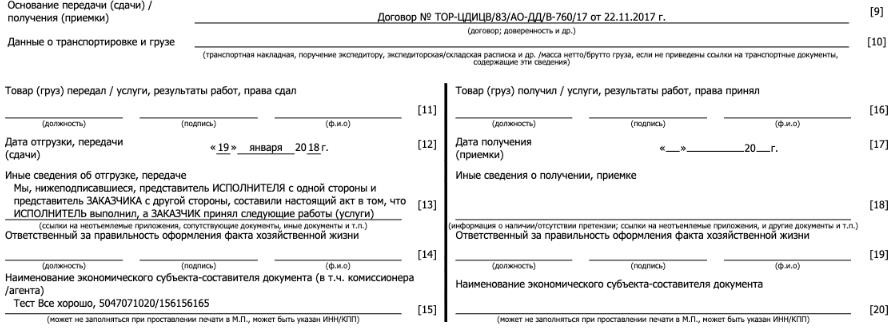 Основание передачи (сдачи) /
получения (приемки)
Договор № ТОР-ЦДИЦВ/83/АО-ДД/В-760/17 от 22.11.2017 г.
[9]
(договор; доверенность и др.)
Данные о транспортировке и грузе
[10]
(транспортная накладная, поручение экспедитору, экспедиторская/складская расписка и др. /масса нетто/брутто груза, если не приведены ссылки на транспортные документы,
содержащие эти сведения)
Товар (груз) передал / услуги, результаты работ, права сдал
[11]
(должность) (подпись) (ф.и.о)
Дата отгрузки, передачи
(сдачи)
« 19 » января 20 18 г.
[12]
Иные сведения об отгрузке, передаче
Мы, нижеподписавшиеся, представитель ИСПОЛНИТЕЛЯ с одной стороны и
представитель ЗАКАЗЧИКА с другой стороны, составили настоящий акт в том, что
ИСПОЛНИТЕЛЬ выполнил, а ЗАКАЗЧИК принял следующие работы (услуги)
[13]
(ссылки на неотъемлемые приложения, сопутствующие документы, иные документы и т.п.)
Ответственный за правильность оформления факта хозяйственной жизни
[14]
(должность) (подпись) (ф.и.о)
Наименование экономического субъекта-составителя документа (в т.ч. комиссионера
/агента)
Тест Все хорошо, 5047071020/156156165
[15]
(может не заполняться при проставлении печати в М.П., может быть указан ИНН/КПП)
Товар (груз) получил / услуги, результаты работ, права принял
[16]
(должность) (подпись) (ф.и.о)
Дата получения
(приемки)
«__»________20___г.
[17]
Иные сведения о получении, приемке
[18]
(информация о наличии/отсутствии претензии; ссылки на неотъемлемые приложения, и другие документы и т.п.)
Ответственный за правильность оформления факта хозяйственной жизни
[19]
(должность) (подпись) (ф.и.о)
Наименование экономического субъекта-составителя документа
[20]
(может не заполняться при проставлении печати в М.П., может быть указан ИНН/КПП)